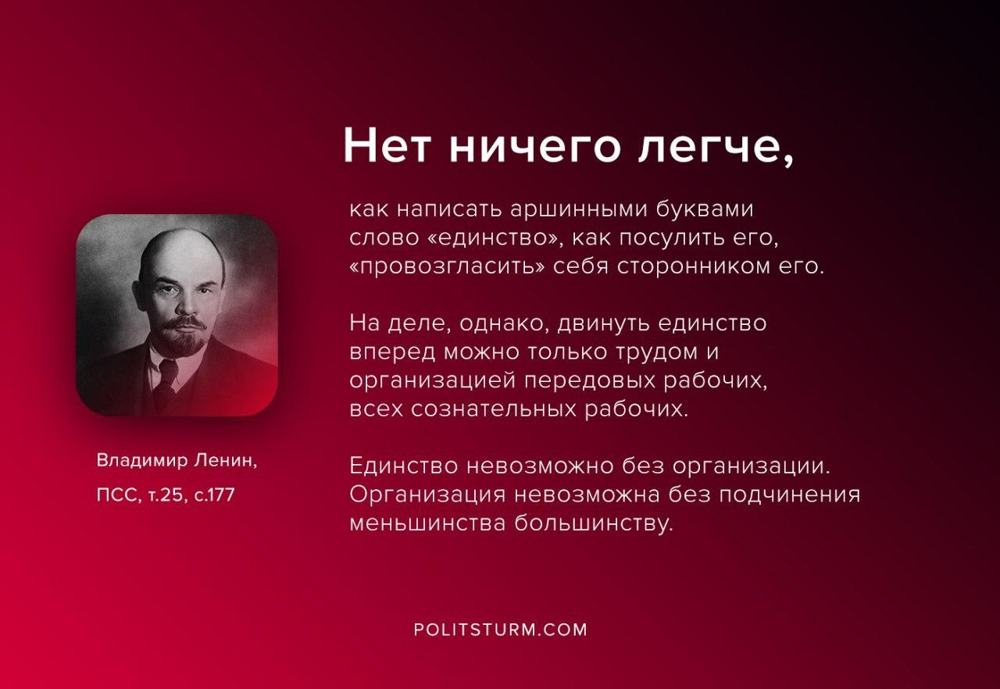 Нет ничего легче,
как написать аршинными буквами
слово «единство», как посулить его,
«провозгласить» себя сторонником его.
На деле, однако, двинуть единство
вперед можно только трудом и
организацией передовых рабочих,
всех сознательных рабочих.
Единство невозможно без организации.
Организация невозможна без подчинения
меньшинства большинству.
Владимир Ленин,
ПСС, т.25, с.177
POLITSTURM.COM